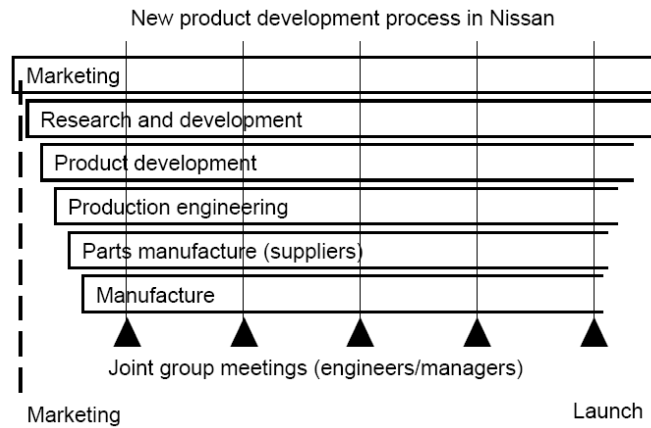 New product development process in Nissan
Marketing
Research and development
Product development
Production engineering
Parts manufacture (suppliers)
Manufacture
Joint group meetings (engineers/managers)
Marketing
Launch